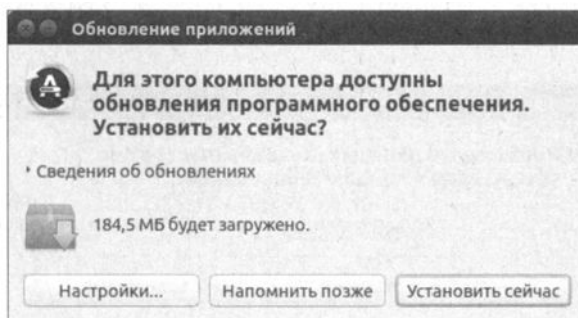 Обновление приложений
Для этого компьютера доступны
обновления программного обеспечения.
Установить их сейчас?
Сведения об обновлениях
184,5 МБ будет загружено.
Настройки... Напомнить позже Установить сейчас